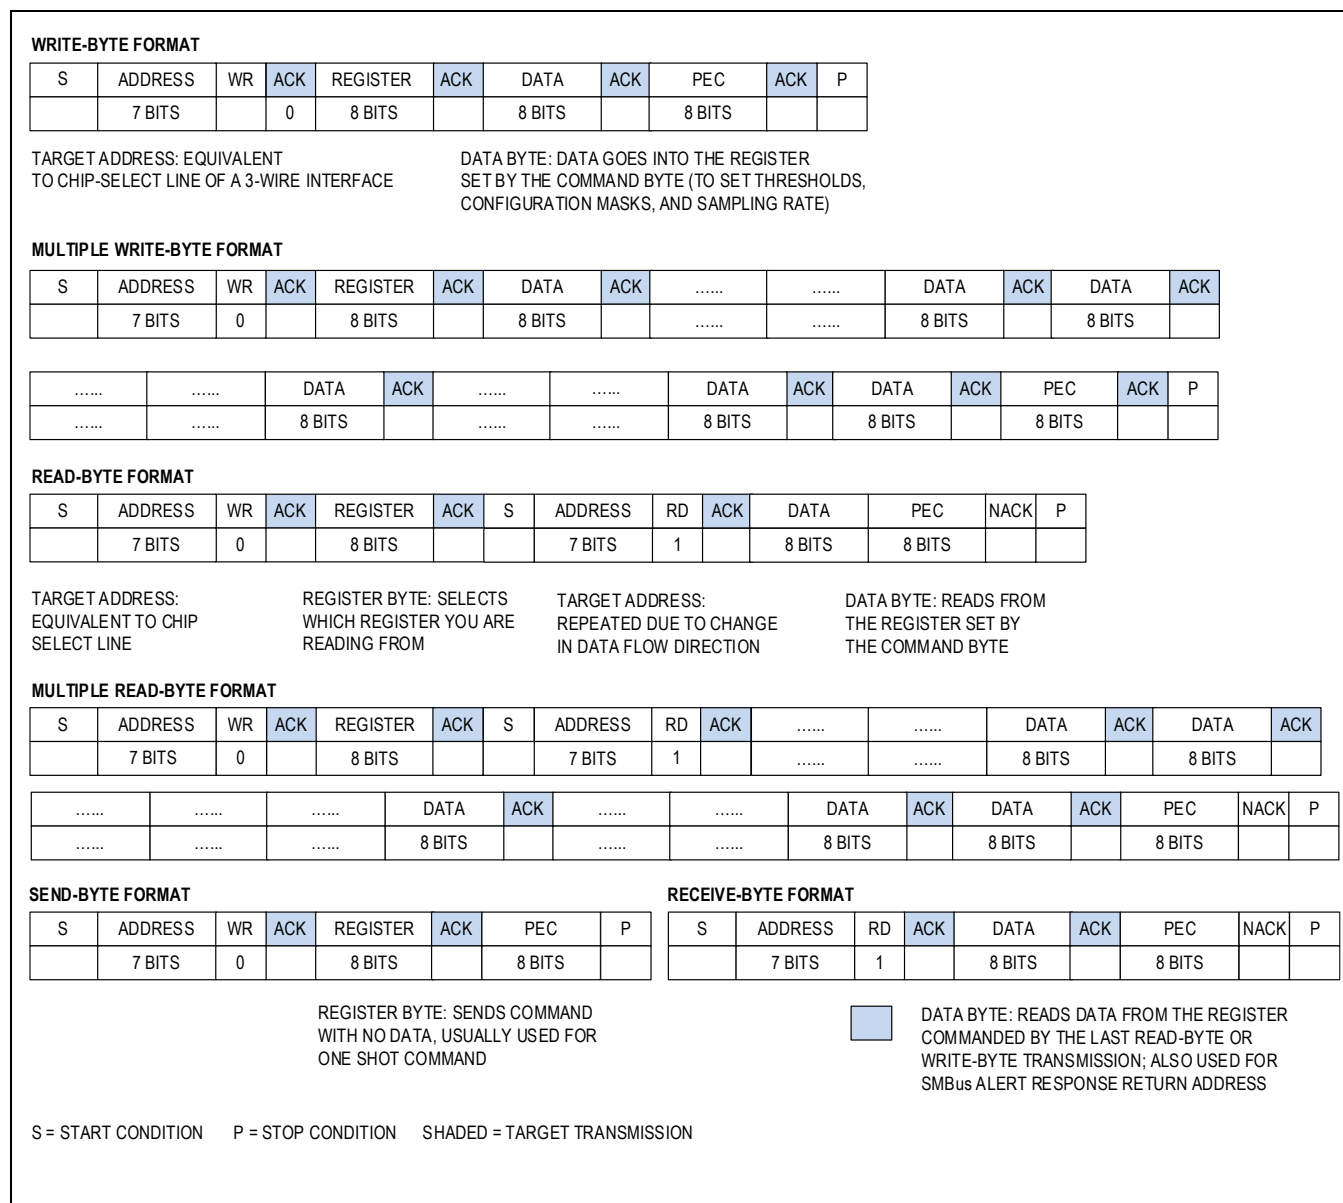 WRITE-BYTE FORMAT
S ADDRESS WR ACK REGISTER ACK DATA ACK PEC ACK P
7 BITS 0 8 BITS 8 BITS 8 BITS
TARGET ADDRESS: EQUIVALENT
TO CHIP-SELECT LINE OF A 3-WIRE INTERFACE
DATA BYTE: DATA GOES INTO THE REGISTER
SET BY THE COMMAND BYTE (TO SET THRESHOLDS,
CONFIGURATION MASKS, AND SAMPLING RATE)
MULTIPLE WRITE-BYTE FORMAT
S ADDRESS WR ACK REGISTER ACK DATA ACK ...... ...... DATA ACK DATA ACK
7 BITS 0 8 BITS 8 BITS ...... ...... 8 BITS 8 BITS
...... ...... DATA ACK ...... ...... DATA ACK DATA ACK PEC ACK P
...... ...... 8 BITS ...... ...... 8 BITS 8 BITS 8 BITS
READ-BYTE FORMAT
S ADDRESS WR ACK REGISTER ACK S ADDRESS RD ACK DATA PEC NACK P
7 BITS 0 8 BITS 7 BITS 1 8 BITS 8 BITS
TARGET ADDRESS:
EQUIVALENT TO CHIP
SELECT LINE
REGISTER BYTE: SELECTS
WHICH REGISTER YOU ARE
READING FROM
TARGET ADDRESS:
REPEATED DUE TO CHANGE
IN DATA FLOW DIRECTION
DATA BYTE: READS FROM
THE REGISTER SET BY
THE COMMAND BYTE
MULTIPLE READ-BYTE FORMAT
S ADDRESS WR ACK REGISTER ACK S ADDRESS RD ACK ...... ...... DATA ACK DATA ACK
7 BITS 0 8 BITS 7 BITS 1 ...... ...... 8 BITS 8 BITS
...... ...... ...... DATA ACK ...... ...... DATA ACK DATA ACK PEC NACK P
...... ...... ...... 8 BITS ...... ...... 8 BITS 8 BITS 8 BITS
SEND-BYTE FORMAT
S ADDRESS WR ACK REGISTER ACK PEC P
7 BITS 0 8 BITS 8 BITS
REGISTER BYTE: SENDS COMMAND
WITH NO DATA, USUALLY USED FOR
ONE SHOT COMMAND
RECEIVE-BYTE FORMAT
S ADDRESS RD ACK DATA ACK PEC NACK P
7 BITS 1 8 BITS 8 BITS
DATA BYTE: READS DATA FROM THE REGISTER
COMMANDED BY THE LAST READ-BYTE OR
WRITE-BYTE TRANSMISSION; ALSO USED FOR
SMBus ALERT RESPONSE RETURN ADDRESS
S = START CONDITION P = STOP CONDITION SHADED = TARGET TRANSMISSION